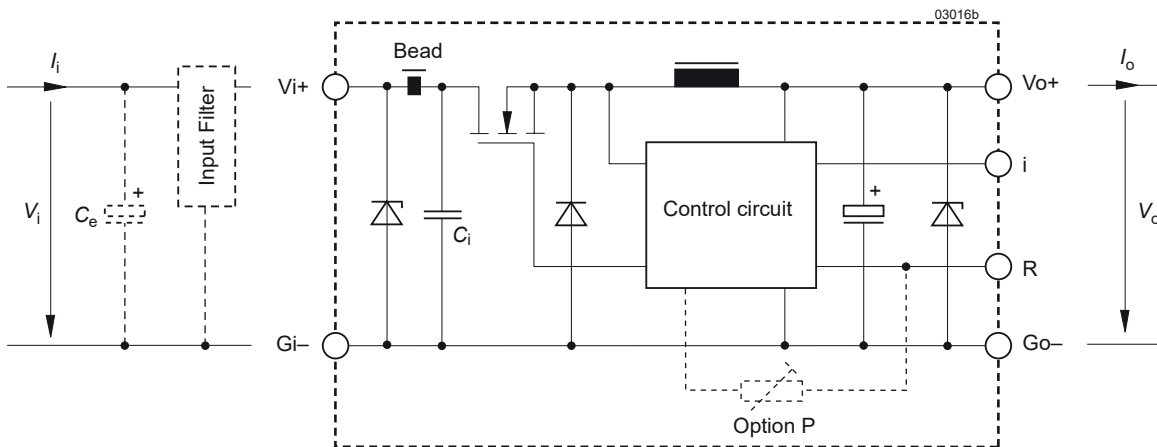 03016b
Bead
Ii
Vi+
Vo+
Io
Input Filter
i
+
Vi
Ce
Ci
Control circuit
+
Vo
R
Gi–
Go–
Option P